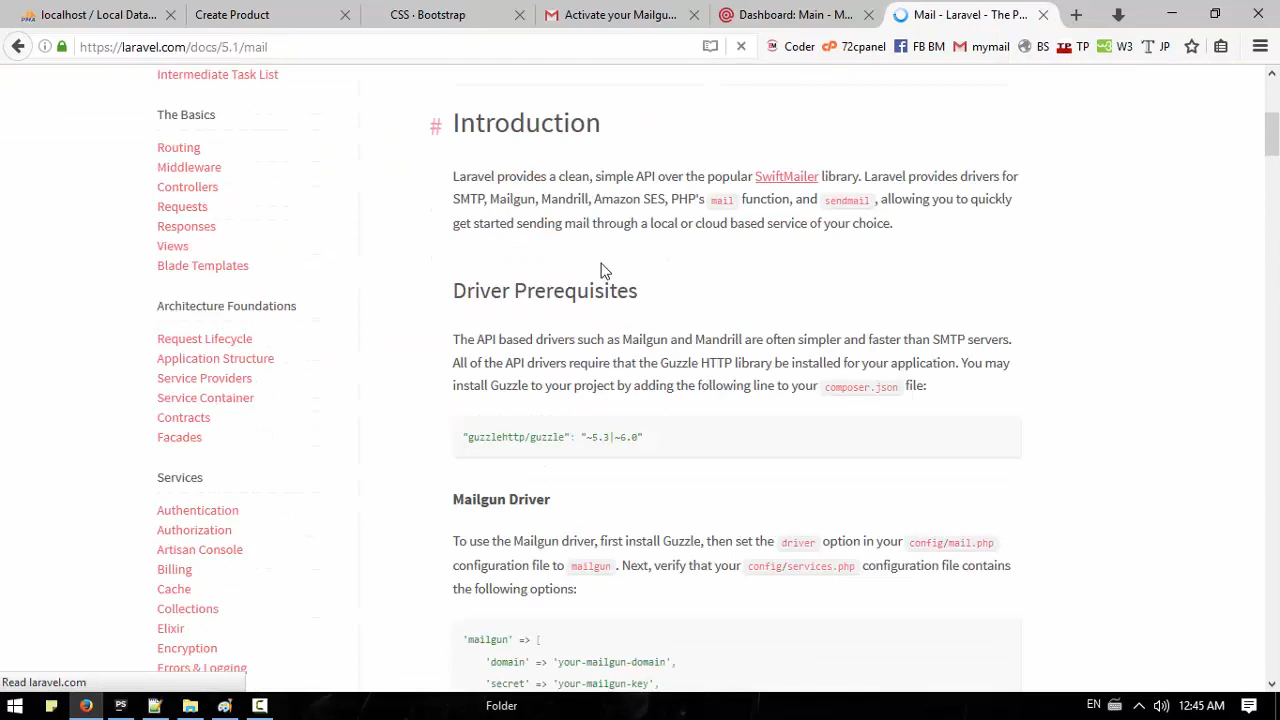 localhost / Local Data...
Create Product
CSS · Bootstrap
Activate your Mailgu...
Dashboard: Main - M...
Mail - Laravel - The P...
https://laravel.com/docs/5.1/mail
Coder
72cpanel
FB BM
mymail
BS
TP
W3
JP
Intermediate Task List
The Basics
Routing
Middleware
Controllers
Requests
Responses
Views
Blade Templates
Architecture Foundations
Request Lifecycle
Application Structure
Service Providers
Service Container
Contracts
Facades
Services
Authentication
Authorization
Artisan Console
Billing
Cache
Collections
Elixir
Encryption
Errors & Logging
# Introduction
Laravel provides a clean, simple API over the popular SwiftMailer library. Laravel provides drivers for
SMTP, Mailgun, Mandrill, Amazon SES, PHP's mail function, and sendmail, allowing you to quickly
get started sending mail through a local or cloud based service of your choice.
Driver Prerequisites
The API based drivers such as Mailgun and Mandrill are often simpler and faster than SMTP servers.
All of the API drivers require that the Guzzle HTTP library be installed for your application. You may
install Guzzle to your project by adding the following line to your composer.json file:
"guzzlehttp/guzzle": "~5.3|~6.0"
Mailgun Driver
To use the Mailgun driver, first install Guzzle, then set the driver option in your config/mail.php
configuration file to mailgun. Next, verify that your config/services.php configuration file contains
the following options:
'mailgun' => [
'domain' => 'your-mailgun-domain',
'secret' => 'your-mailgun-key',
Read laravel.com
Folder
EN
12:45 AM